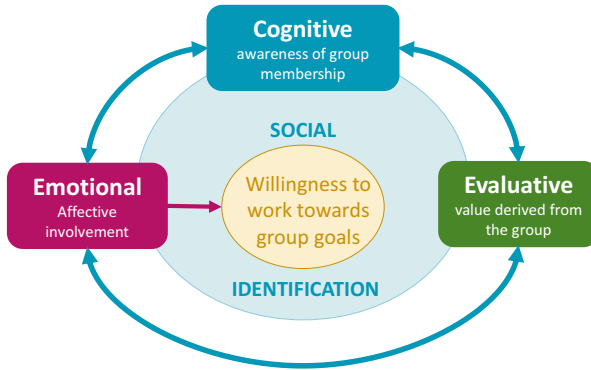 Cognitive
awareness of group
membership
SOCIAL
Emotional
Affective
involvement
Willingness to
work towards
group goals
Evaluative
value derived from
the group
IDENTIFICATION